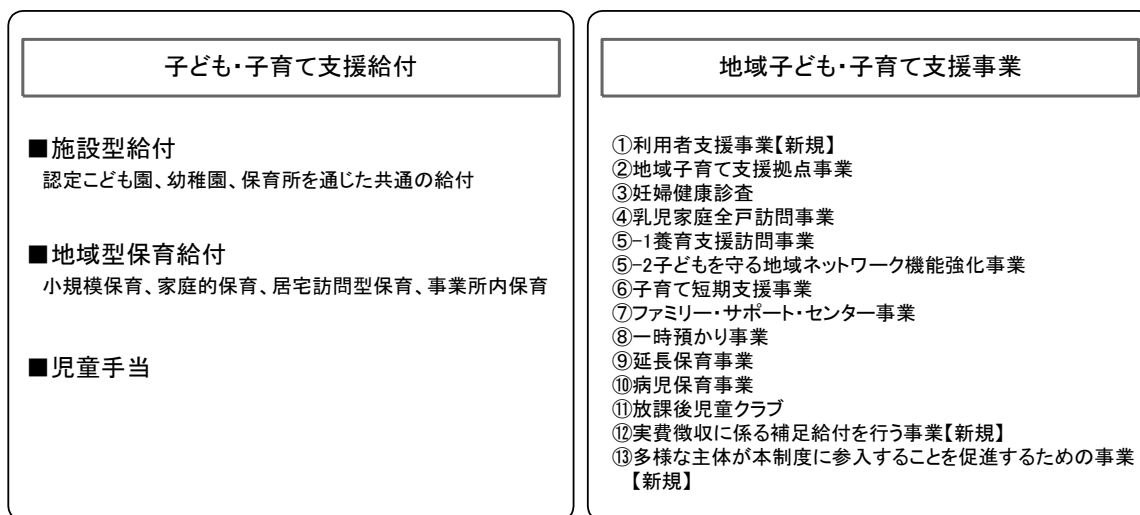 子ども・子育て支援給付
■施設型給付
認定こども園、幼稚園、保育所を通じた共通の給付
■地域型保育給付
小規模保育、家庭的保育、居宅訪問型保育、事業所内保育
■児童手当
地域子ども・子育て支援事業
①利用者支援事業【新規】
②地域子育て支援拠点事業
③妊婦健康診査
④乳児家庭全戸訪問事業
⑤-1養育支援訪問事業
⑤-2子どもを守る地域ネットワーク機能強化事業
⑥子育て短期支援事業
⑦ファミリー・サポート・センター事業
⑧一時預かり事業
⑨延長保育事業
⑩病児保育事業
⑪放課後児童クラブ
⑫実費徴収に係る補足給付を行う事業【新規】
⑬多様な主体が本制度に参入することを促進するための事業
【新規】